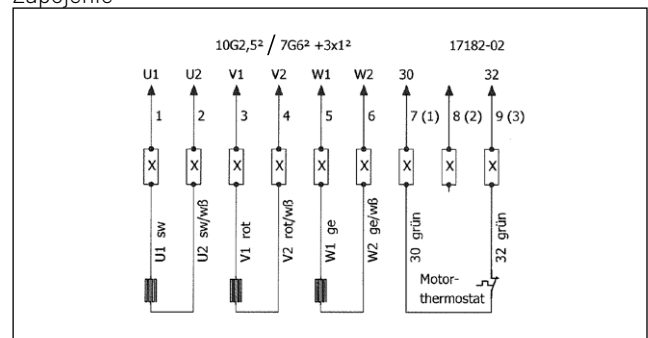 10G2,5² / 7G6² +3x1² 17182-02
U1 U2 V1 V2 W1 W2 30 32
1 2 3 4 5 6 7 (1) 8 (2) 9 (3)
X X X X X X X X X
U1 sw
U2 sw/wß
V1 rot
V2 rot/wß
W1 ge
W2 ge/wß
30 grün
32 grün
Motor-
thermostat